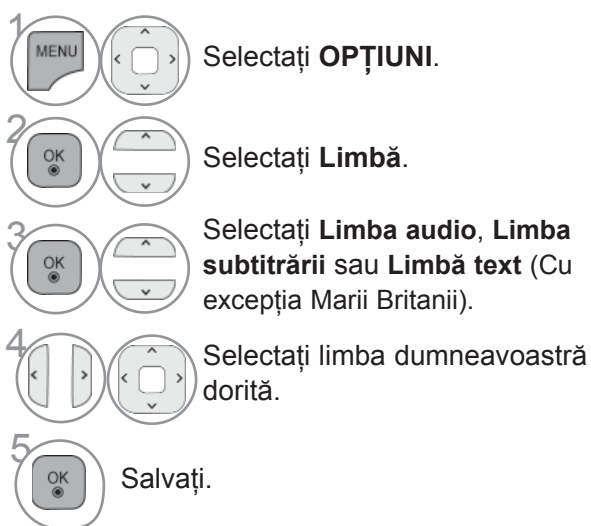 1
MENU
Selectați OPȚIUNI.
2
OK
Selectați Limbă.
3
OK
Selectați Limba audio, Limba
subtitrării sau Limbă text (Cu
excepția Marii Britanii).
4
Selectați limba dumneavoastră
dorită.
5
OK
Salvați.